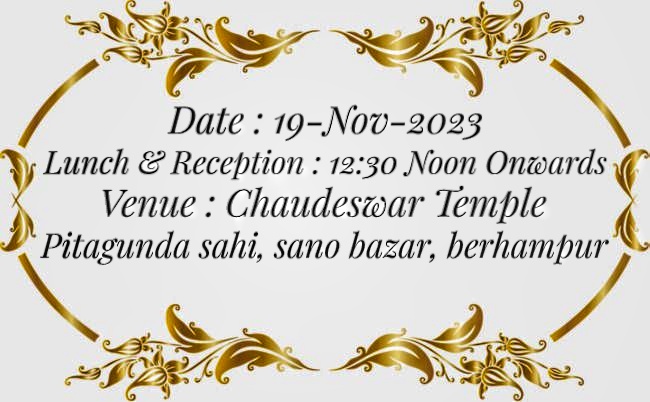 Date : 19-Nov-2023
Lunch & Reception : 12:30 Noon Onwards
Venue : Chaudeswar Temple
Pitagunda sahi, sano bazar, berhampur